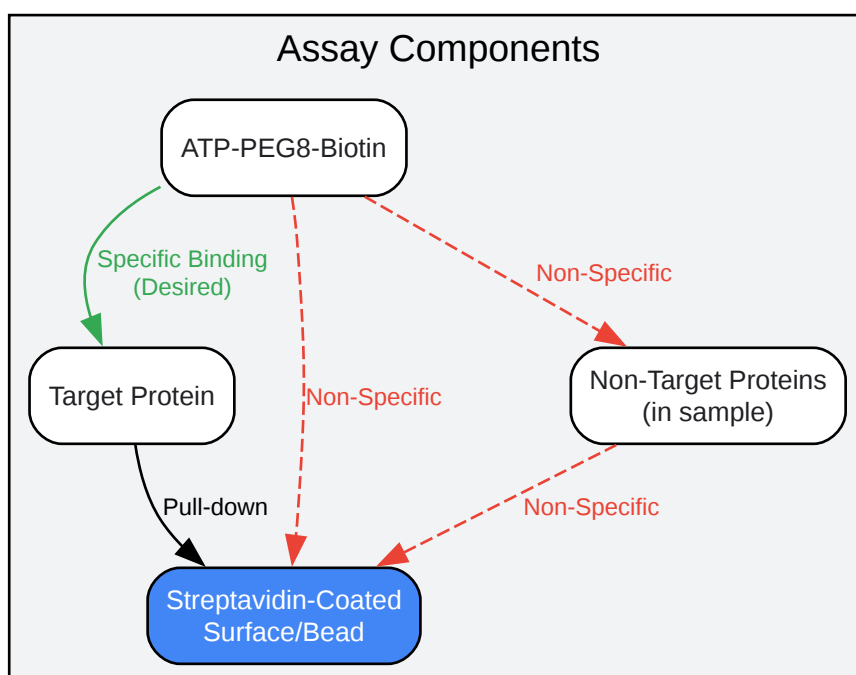 Assay Components
ATP-PEG8-Biotin
Specific Binding
(Desired)
Non-Specific
Target Protein
Non-Specific
Non-Target Proteins
(in sample)
Pull-down
Non-Specific
Streptavidin-Coated
Surface/Bead